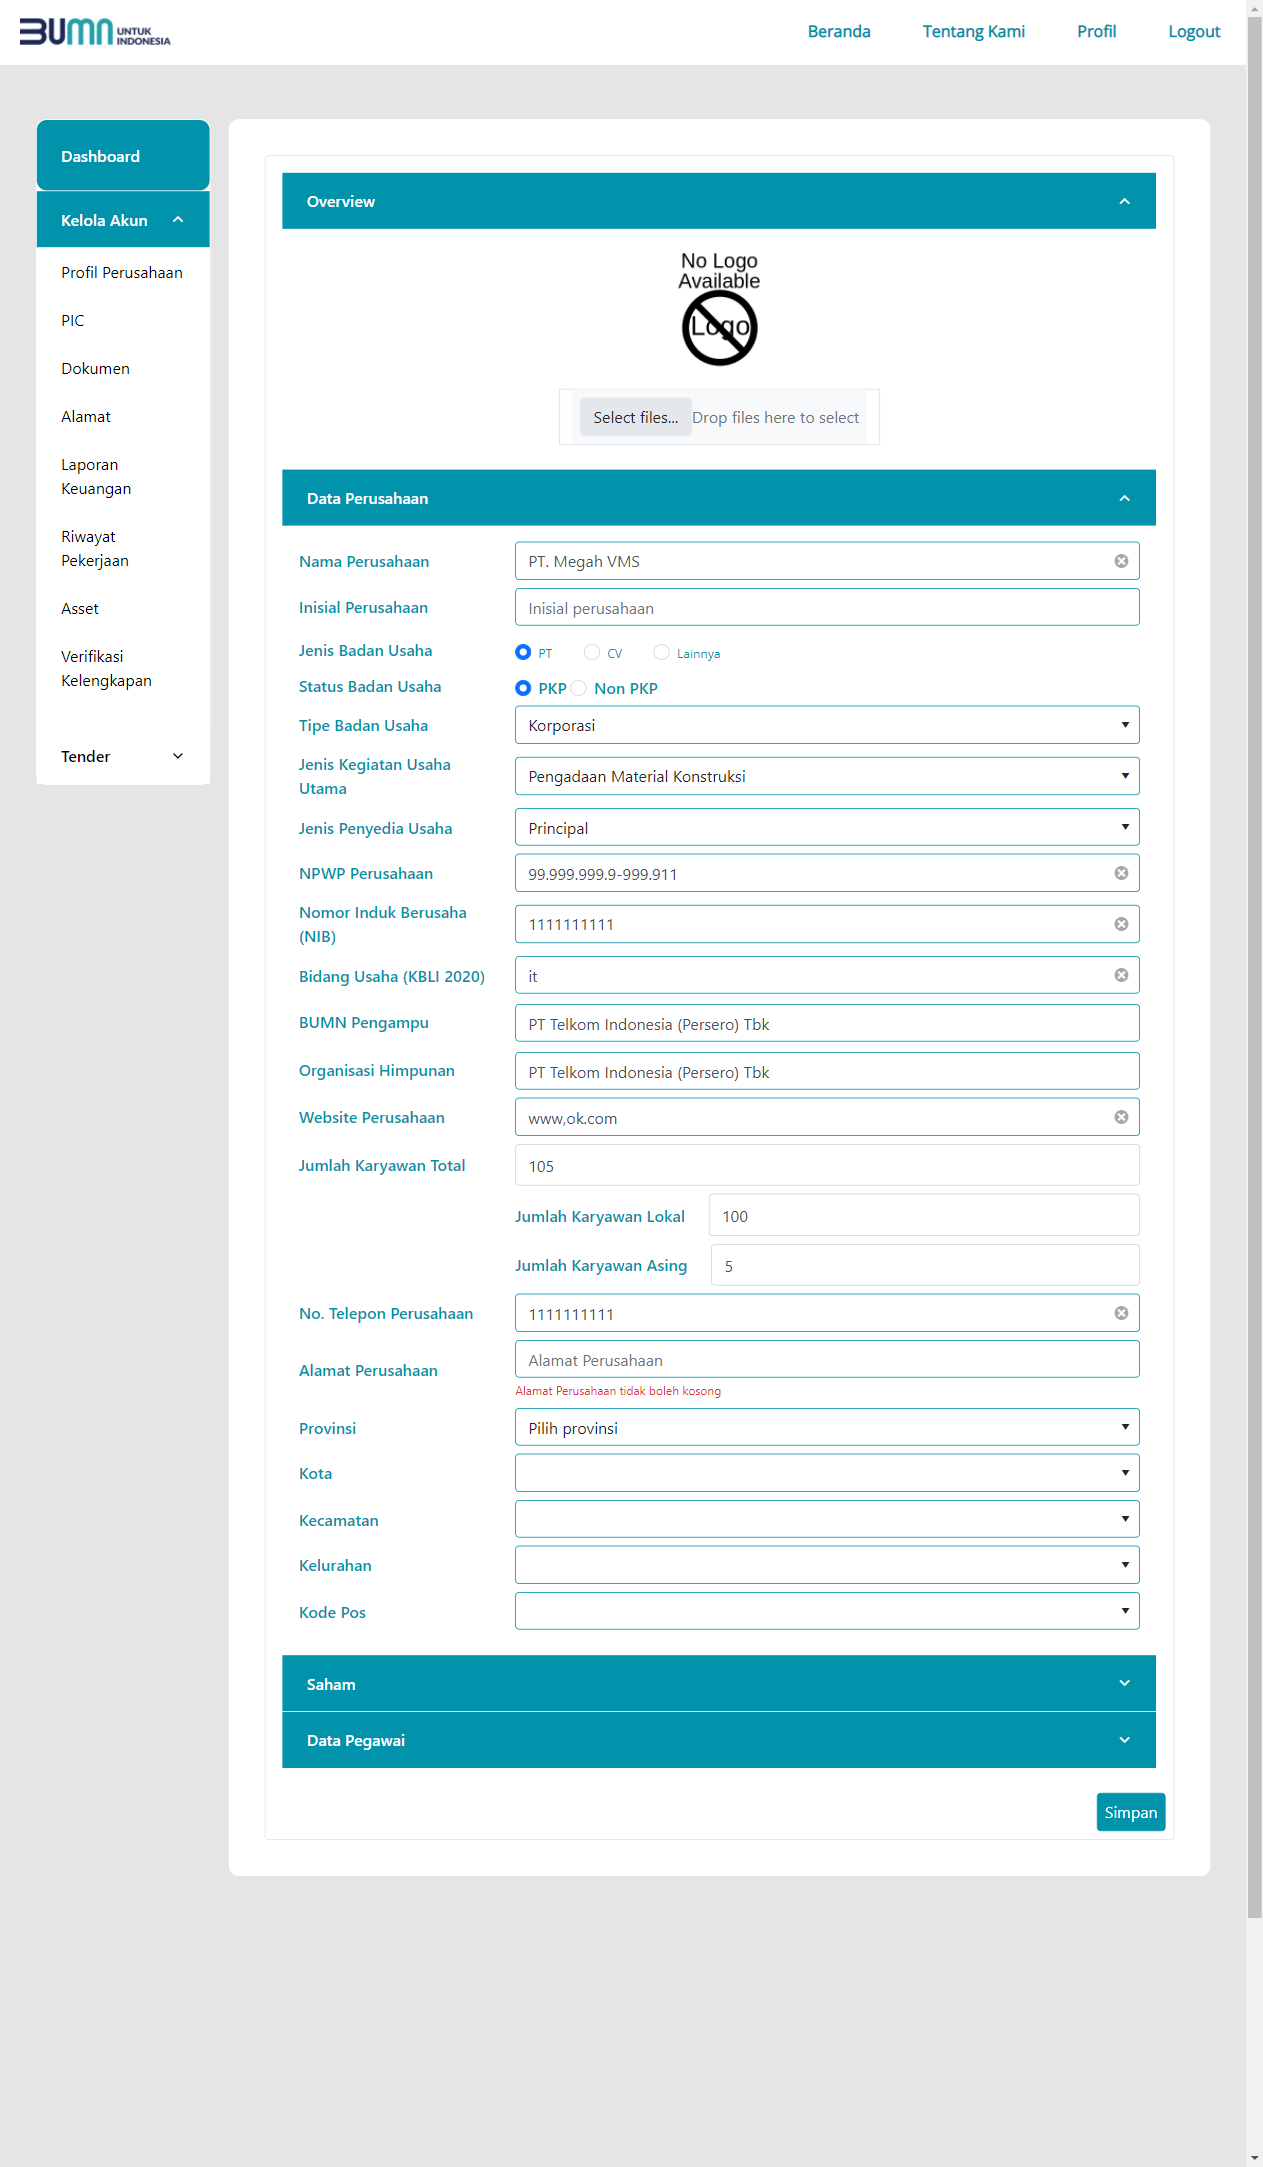 BUMN UNTUK INDONESIA
Beranda
Tentang Kami
Profil
Logout
Dashboard
Kelola Akun
Profil Perusahaan
PIC
Dokumen
Alamat
Laporan
Keuangan
Riwayat
Pekerjaan
Asset
Verifikasi
Kelengkapan
Tender
Overview
No Logo
Available
Logo
Select files... Drop files here to select
Data Perusahaan
Nama Perusahaan PT. Megah VMS
Inisial Perusahaan Inisial perusahaan
Jenis Badan Usaha PT CV Lainnya
Status Badan Usaha PKP Non PKP
Tipe Badan Usaha Korporasi
Jenis Kegiatan Usaha
Utama
Pengadaan Material Konstruksi
Jenis Penyedia Usaha Principal
NPWP Perusahaan 99.999.999.9-999.911
Nomor Induk Berusaha
(NIB)
1111111111
Bidang Usaha (KBLI 2020) it
BUMN Pengampu PT Telkom Indonesia (Persero) Tbk
Organisasi Himpunan PT Telkom Indonesia (Persero) Tbk
Website Perusahaan www,ok.com
Jumlah Karyawan Total 105
Jumlah Karyawan Lokal 100
Jumlah Karyawan Asing 5
No. Telepon Perusahaan 1111111111
Alamat Perusahaan Alamat Perusahaan
Alamat Perusahaan tidak boleh kosong
Provinsi Pilih provinsi
Kota
Kecamatan
Kelurahan
Kode Pos
Saham
Data Pegawai
Simpan